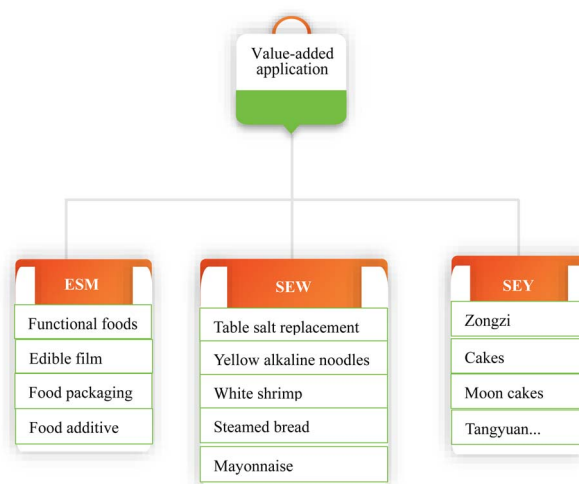 Value-added
application
ESM
Functional foods
Edible film
Food packaging
Food additive
SEW
Table salt replacement
Yellow alkaline noodles
White shrimp
Steamed bread
Mayonnaise
SEY
Zongzi
Cakes
Moon cakes
Tangyuan...